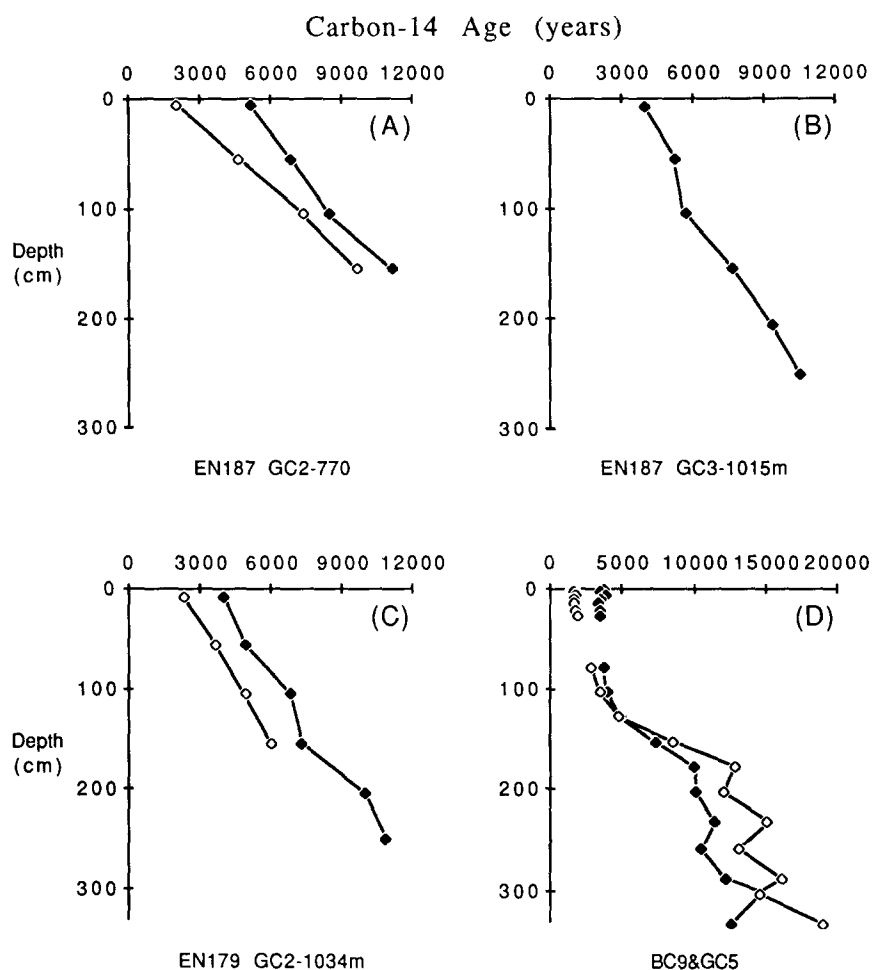 Carbon-14 Age (years)
0 3000 6000 9000 12000
0 3000 6000 9000 12000
0
(A)
0
(B)
100
100
Depth
(cm)
200
200
300
300
EN187 GC2-770
EN187 GC3-1015m
0 3000 6000 9000 12000
0 5000 10000 15000 20000
0
(C)
0
(D)
100
100
Depth
(cm)
200
200
300
300
EN179 GC2-1034m
BC9&GC5